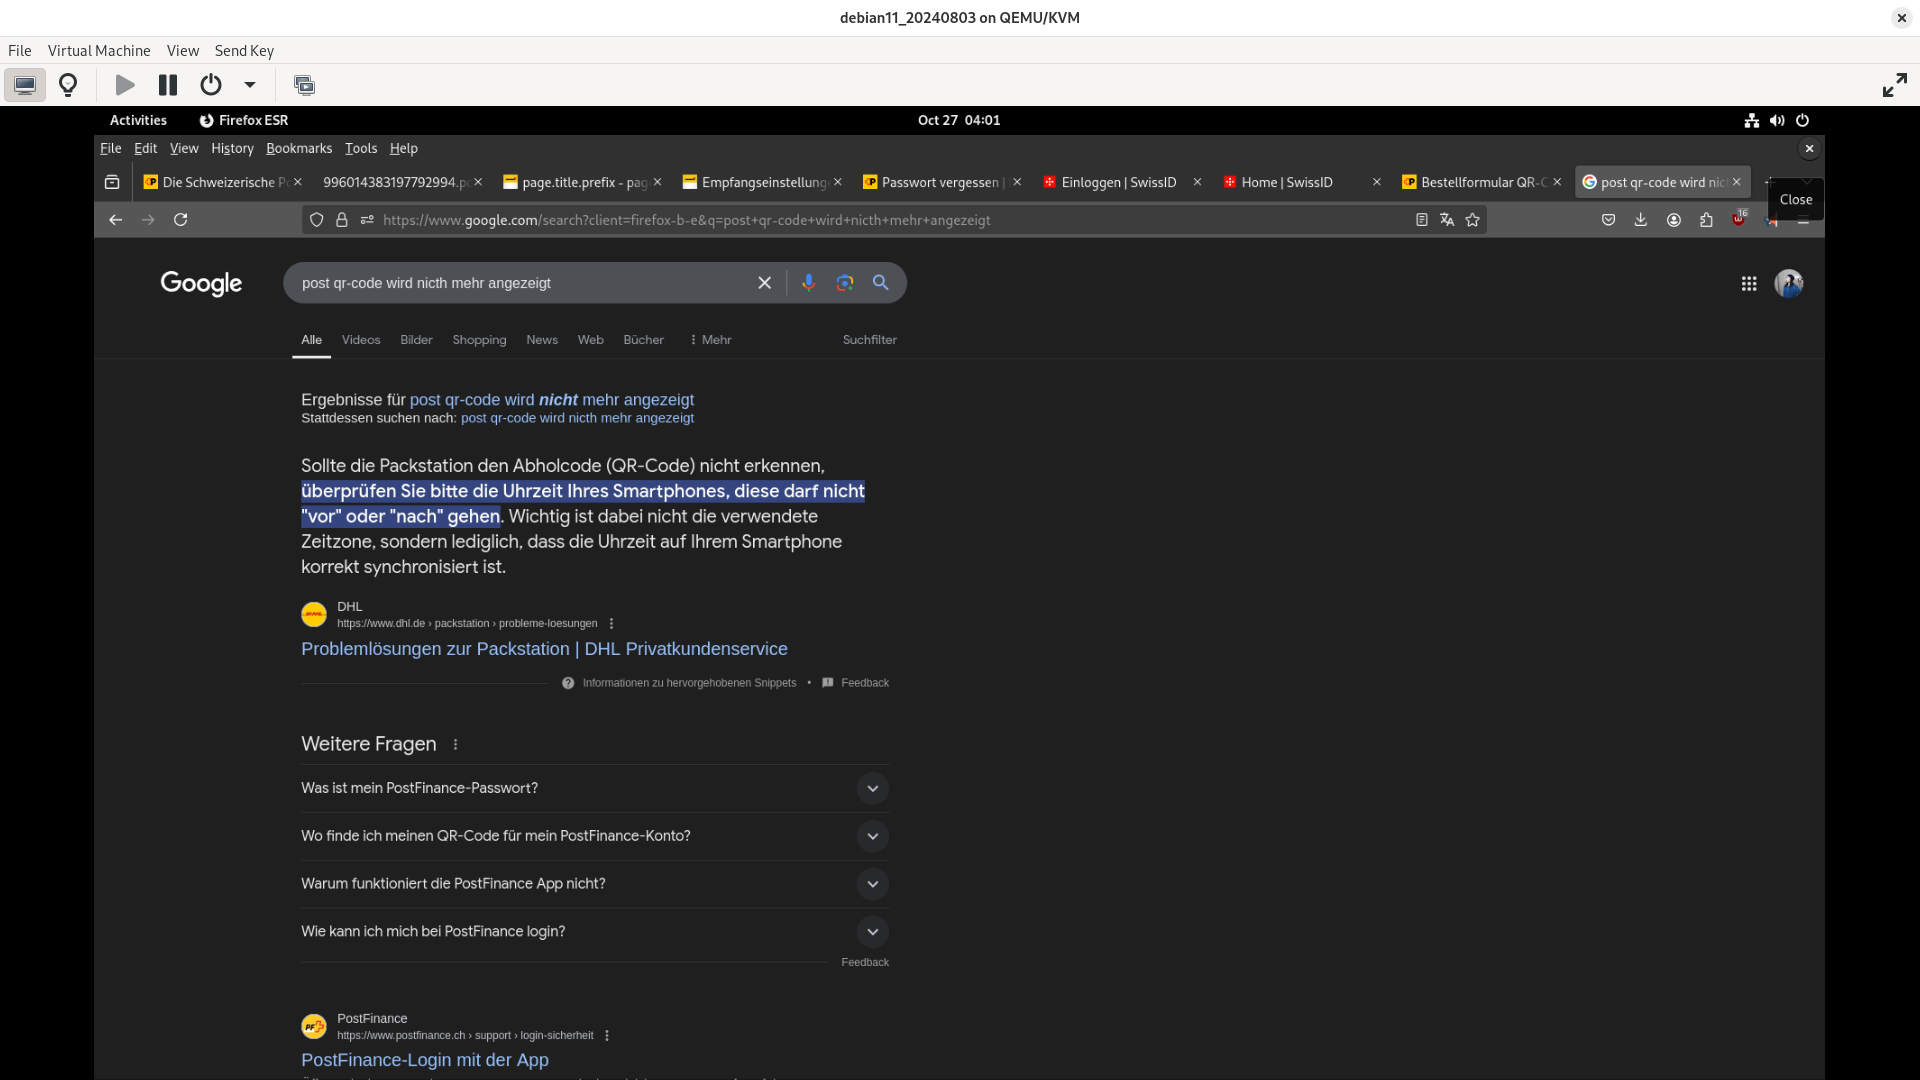 debian11_20240803 on QEMU/KVM
File Virtual Machine View Send Key
Activities Firefox ESR Oct 27 04:01
File Edit View History Bookmarks Tools Help
Die Schweizerische P 996014383197792994.p page.title.prefix - pag Empfangseinstellung Passwort vergessen | Einloggen | SwissID Home | SwissID Bestellformular QR-C post qr-code wird nict
Close
https://www.google.com/search?client=firefox-b-e&q=post+qr-code+wird+nicth+mehr+angezeigt 16
Google post qr-code wird nicth mehr angezeigt
Alle Videos Bilder Shopping News Web Bücher Mehr Suchfilter
Ergebnisse für post qr-code wird nicht mehr angezeigt
Stattdessen suchen nach: post qr-code wird nicth mehr angezeigt
Sollte die Packstation den Abholcode (QR-Code) nicht erkennen,
überprüfen Sie bitte die Uhrzeit Ihres Smartphones, diese darf nicht
"vor" oder "nach" gehen. Wichtig ist dabei nicht die verwendete
Zeitzone, sondern lediglich, dass die Uhrzeit auf Ihrem Smartphone
korrekt synchronisiert ist.
DHL
https://www.dhl.de › packstation › probleme-loesungen
Problemlösungen zur Packstation | DHL Privatkundenservice
Informationen zu hervorgehobenen Snippets • Feedback
Weitere Fragen
Was ist mein PostFinance-Passwort?
Wo finde ich meinen QR-Code für mein PostFinance-Konto?
Warum funktioniert die PostFinance App nicht?
Wie kann ich mich bei PostFinance login?
Feedback
PostFinance
https://www.postfinance.ch › support › login-sicherheit
PostFinance-Login mit der App